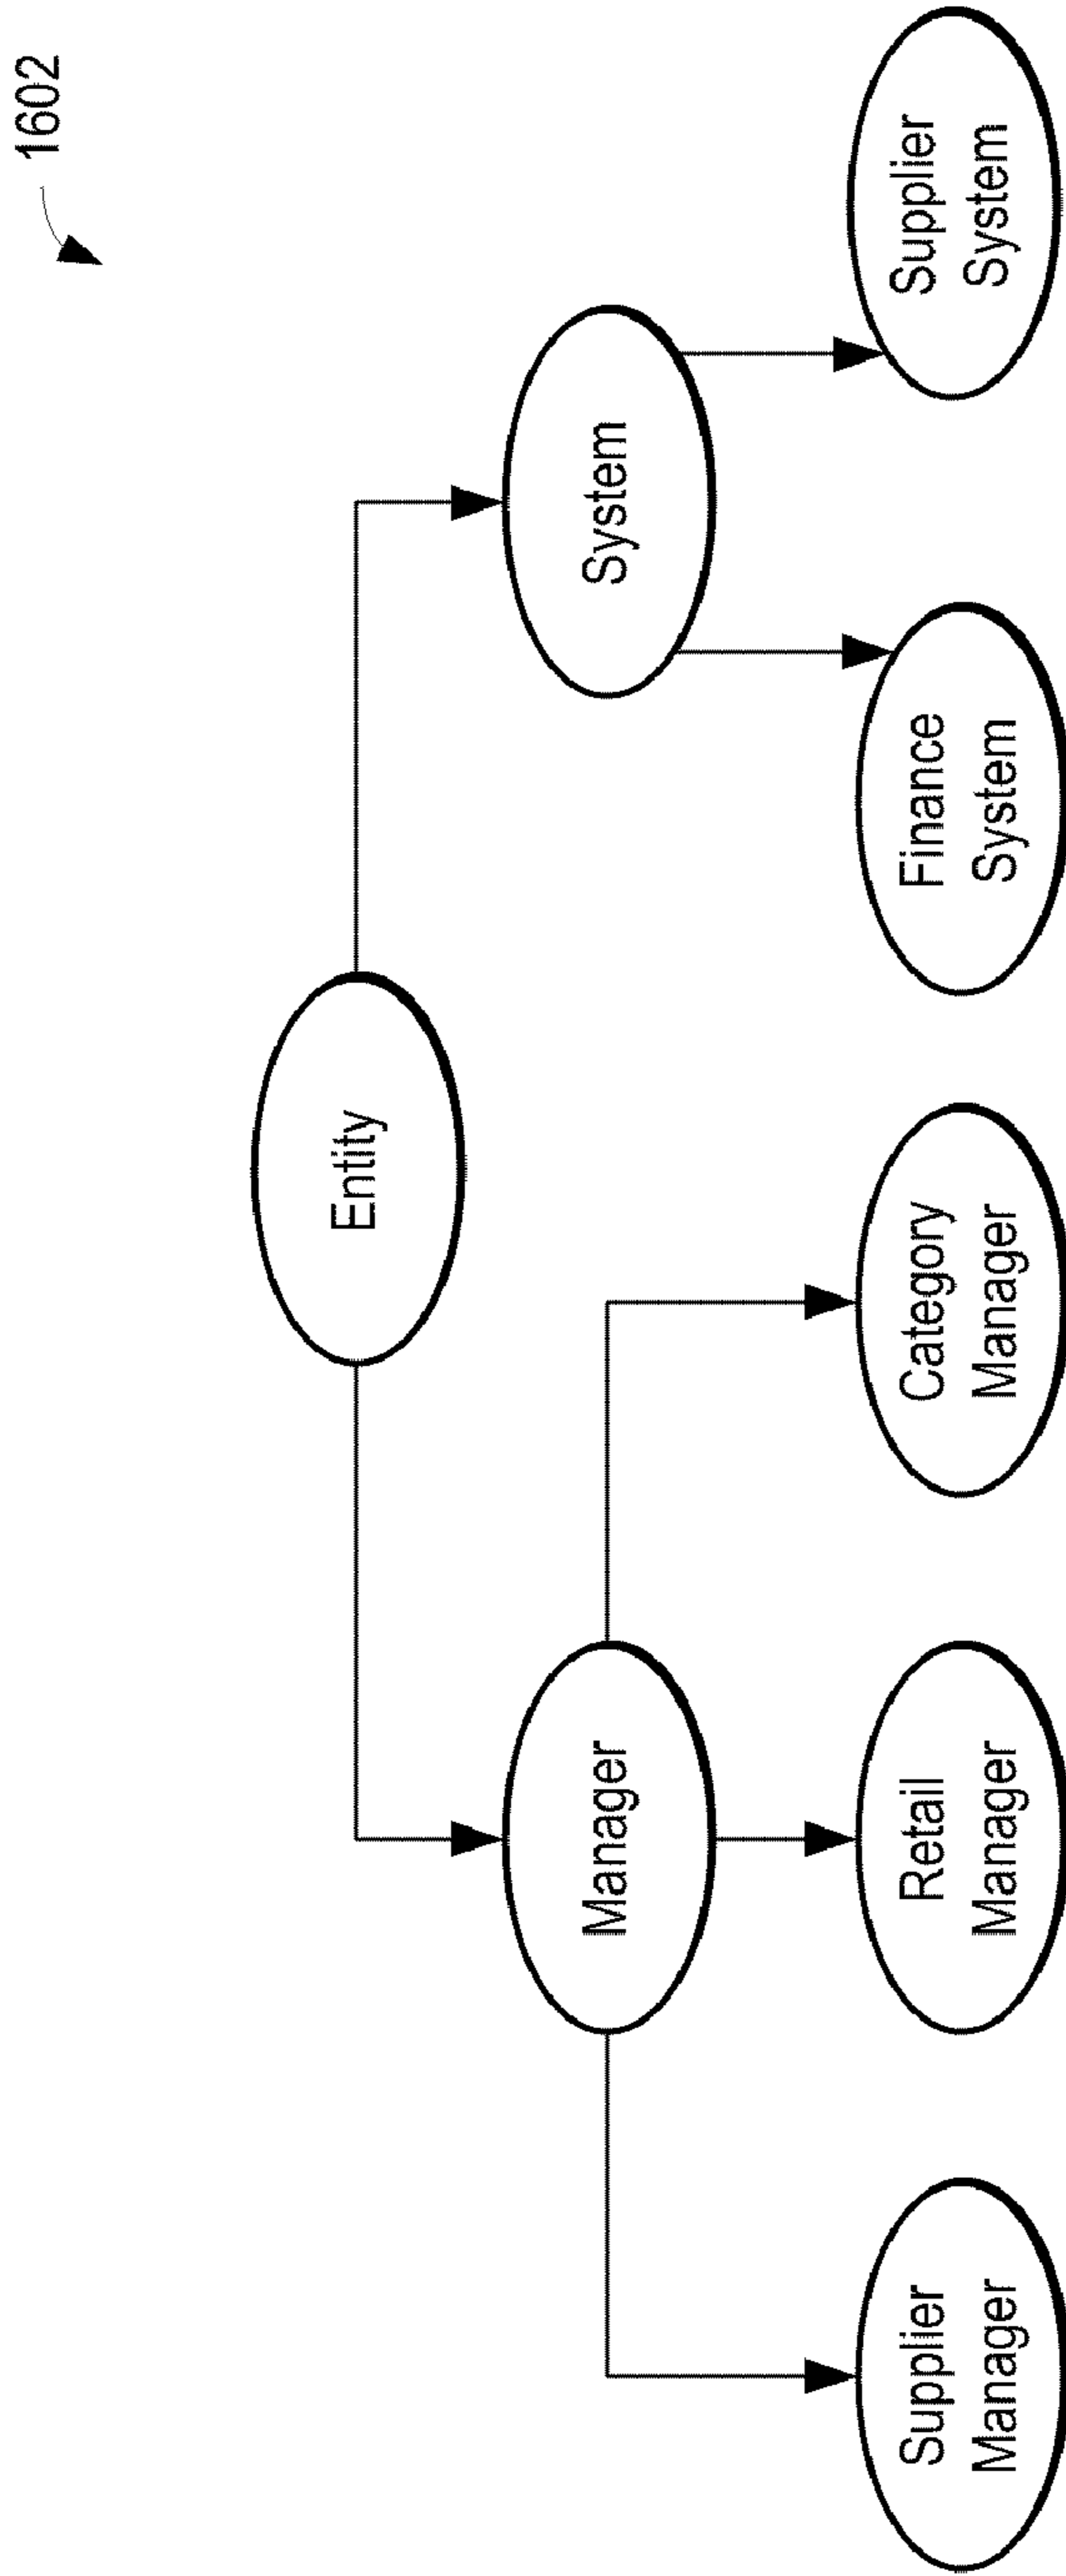 1602
Entity
Manager
System
Supplier
Manager
Retail
Manager
Category
Manager
Finance
System
Supplier
System